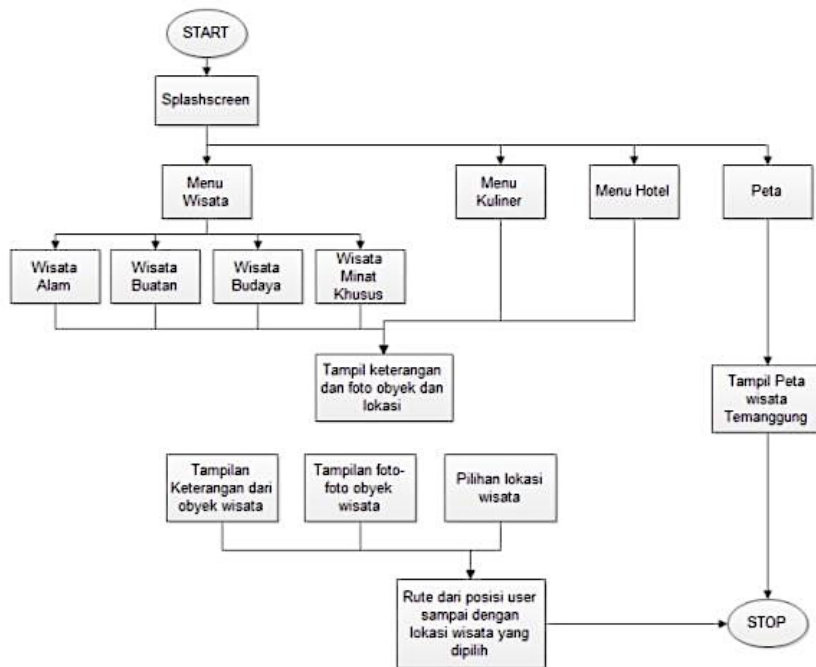 START
Splashscreen
Menu
Wisata
Menu
Kuliner
Menu Hotel
Peta
Wisata
Alam
Wisata
Buatan
Wisata
Budaya
Wisata
Minat
Khusus
Tampil keterangan
dan foto obyek dan
lokasi
Tampil Peta
wisata
Temanggung
Tampilan
Keterangan dari
obyek wisata
Tampilan foto-
foto obyek
wisata
Pilihan lokasi
wisata
Rute dari posisi user
sampai dengan
lokasi wisata yang
dipilih
STOP